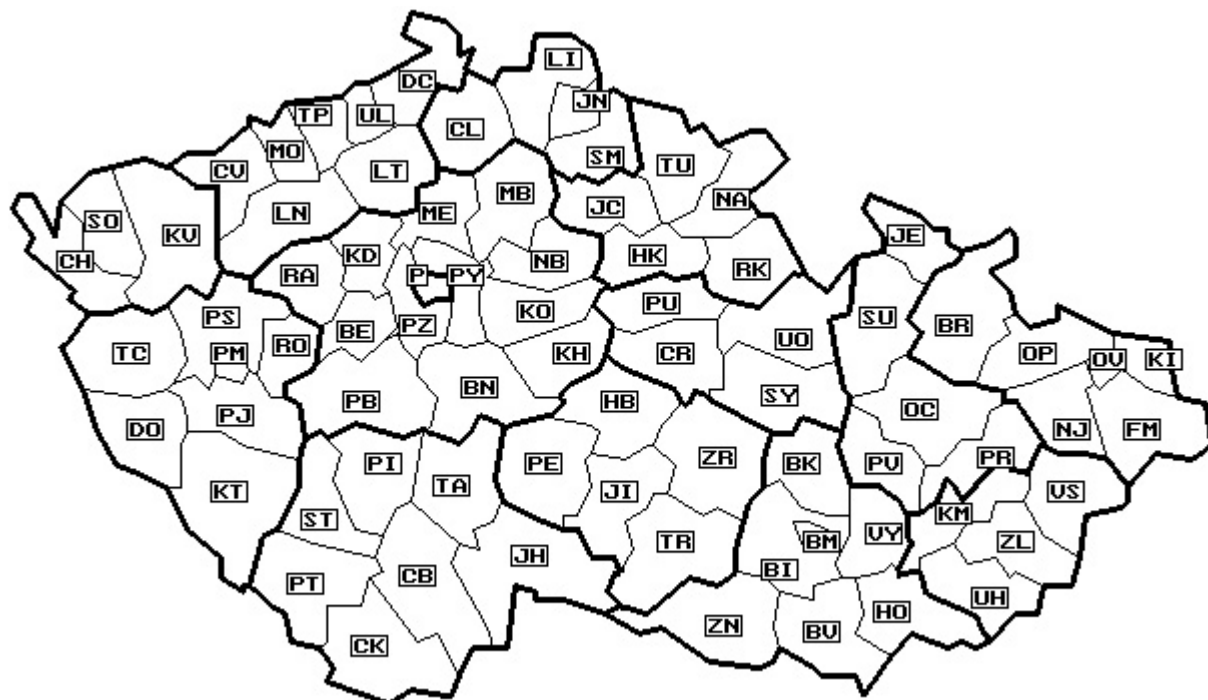 LI
DC
JN
TP
UL
CL
MO
SM
CV
LT
TU
MB
NA
LN
ME
JC
SO
KV
JE
KD
HK
CH
RA
P
PY
NB
RK
PU
KO
PS
BE
PZ
SU
BR
RO
UO
TC
PM
KH
CR
OP
OV
KI
BN
SY
PB
HB
OC
PJ
DO
NJ
FM
PI
PE
ZR
BK
PV
PR
TA
JI
KT
VS
KM
ST
TR
BM
VY
ZL
JH
BI
PT
CB
UH
HO
ZN
BV
CK